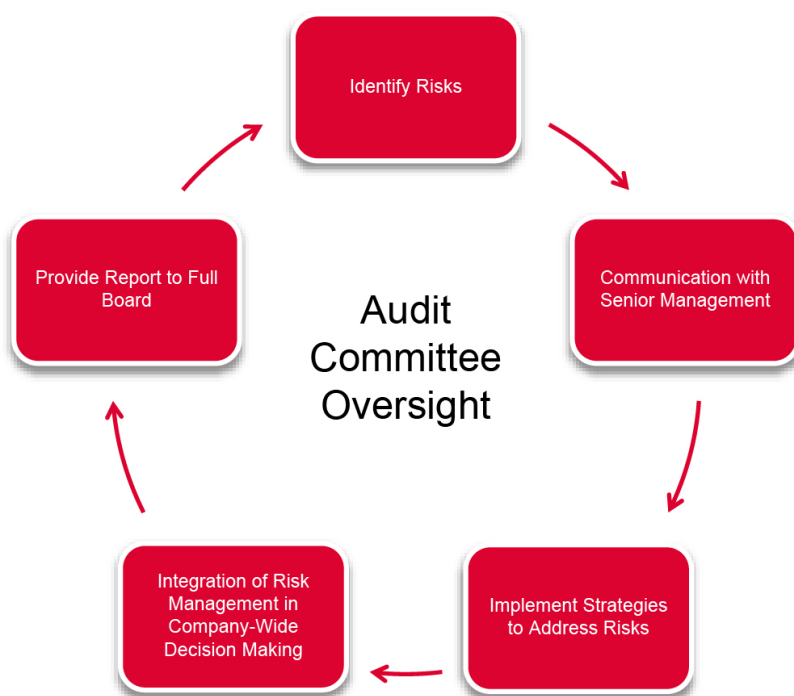 Identify Risks
Communication with
Senior Management
Implement Strategies
to Address Risks
Integration of Risk
Management in
Company-Wide
Decision Making
Provide Report to Full
Board
Audit
Committee
Oversight